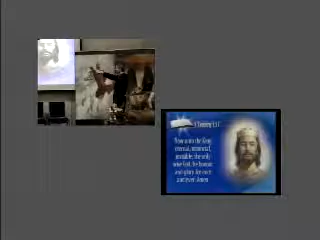 1 Timothy 1:17
Now unto the King
eternal, immortal,
invisible, the only
wise God, be honour
and glory for ever
and ever. Amen